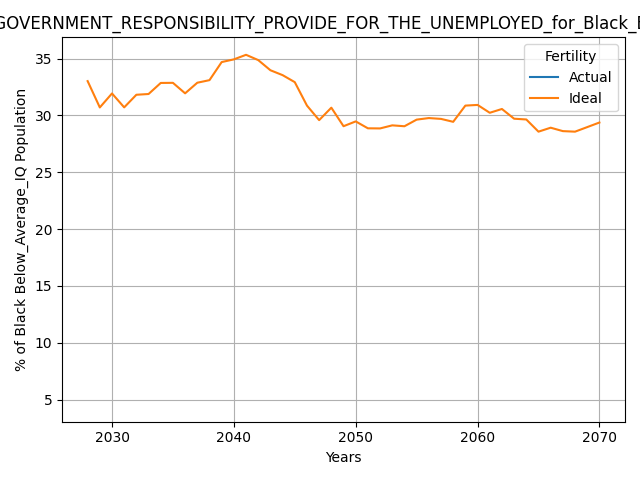 GOVERNMENT_RESPONSIBILITY_PROVIDE_FOR_THE_UNEMPLOYED_for_Black_
% of Black Below_Average_IQ Population
35
30
25
20
15
10
5
Fertility
Actual
Ideal
2030 2040 2050 2060 2070
Years